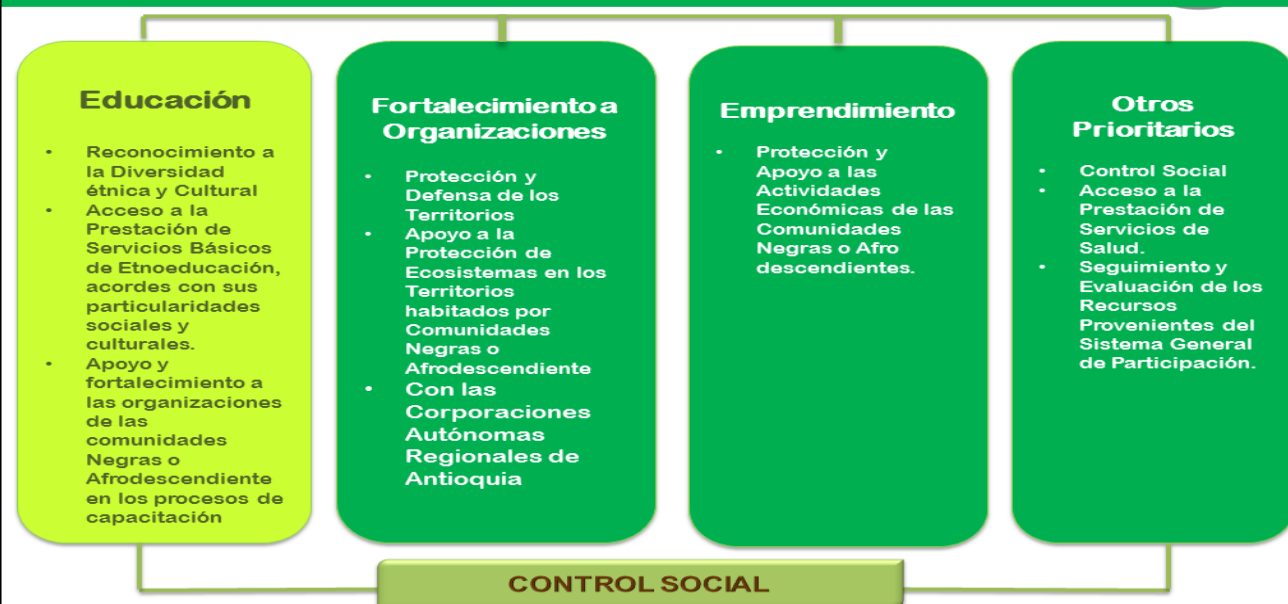 Educación
• Reconocimiento a
la Diversidad
étnica y Cultural
• Acceso a la
Prestación de
Servicios Básicos
de Etnoeducación,
acordes con sus
particularidades
sociales y
culturales.
• Apoyo y
fortalecimiento a
las organizaciones
de las
comunidades
Negras o
Afrodescendiente
en los procesos de
capacitación
Fortalecimiento a
Organizaciones
• Protección y
Defensa de los
Territorios
• Apoyo a la
Protección de
Ecosistemas en los
Territorios
habitados por
Comunidades
Negras o
Afrodescendiente
• Con las
Corporaciones
Autónomas
Regionales de
Antioquia
Emprendimiento
• Protección y
Apoyo a las
Actividades
Económicas de las
Comunidades
Negras o Afro
descendientes.
Otros
Prioritarios
• Control Social
• Acceso a la
Prestación de
Servicios de
Salud.
• Seguimiento y
Evaluación de los
Recursos
Provenientes del
Sistema General
de Participación.
CONTROL SOCIAL